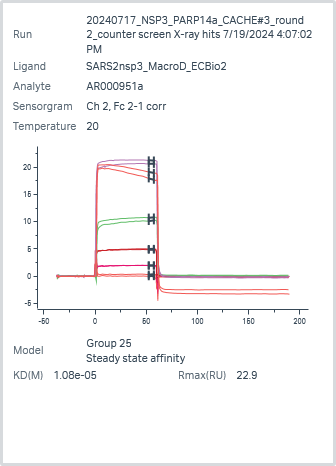 Run 20240717_NSP3_PARP14a_CACHE#3_round
2_counter screen X-ray hits 7/19/2024 4:07:02
PM
Ligand SARS2nsp3_MacroD_ECBio2
Analyte AR000951a
Sensorgram Ch 2, Fc 2-1 corr
Temperature 20
20
15
10
5
0
-5
-50 0 50 100 150 200
Model Group 25
Steady state affinity
KD(M) 1.08e-05 Rmax(RU) 22.9